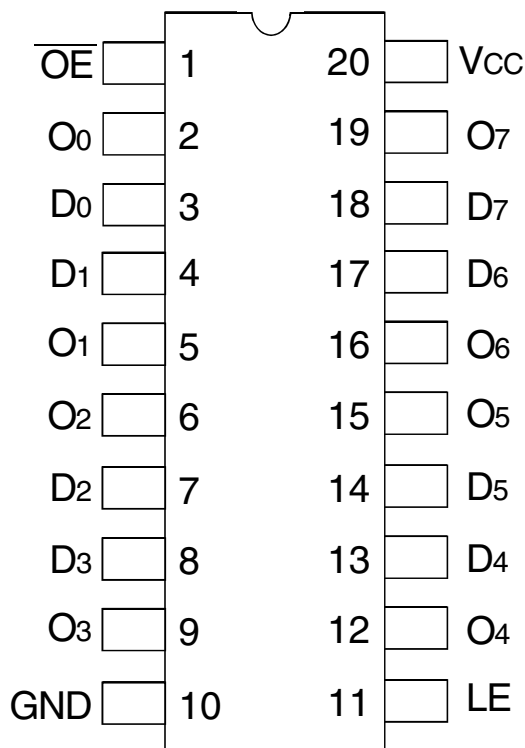 O̅E̅ 1 20 VCC
O0 2 19 O7
D0 3 18 D7
D1 4 17 D6
O1 5 16 O6
O2 6 15 O5
D2 7 14 D5
D3 8 13 D4
O3 9 12 O4
GND 10 11 LE